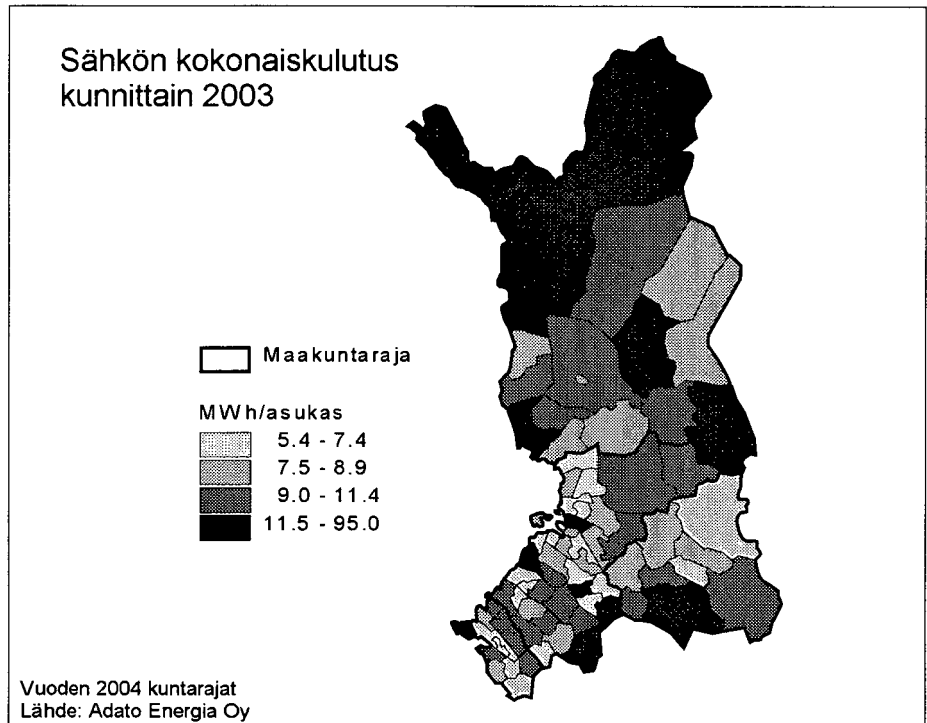 Sähkön kokonaiskulutus
kunnittain 2003
Maakuntaraja
MWh/asukas
5.4 - 7.4
7.5 - 8.9
9.0 - 11.4
11.5 - 95.0
Vuoden 2004 kuntarajat
Lähde: Adato Energia Oy